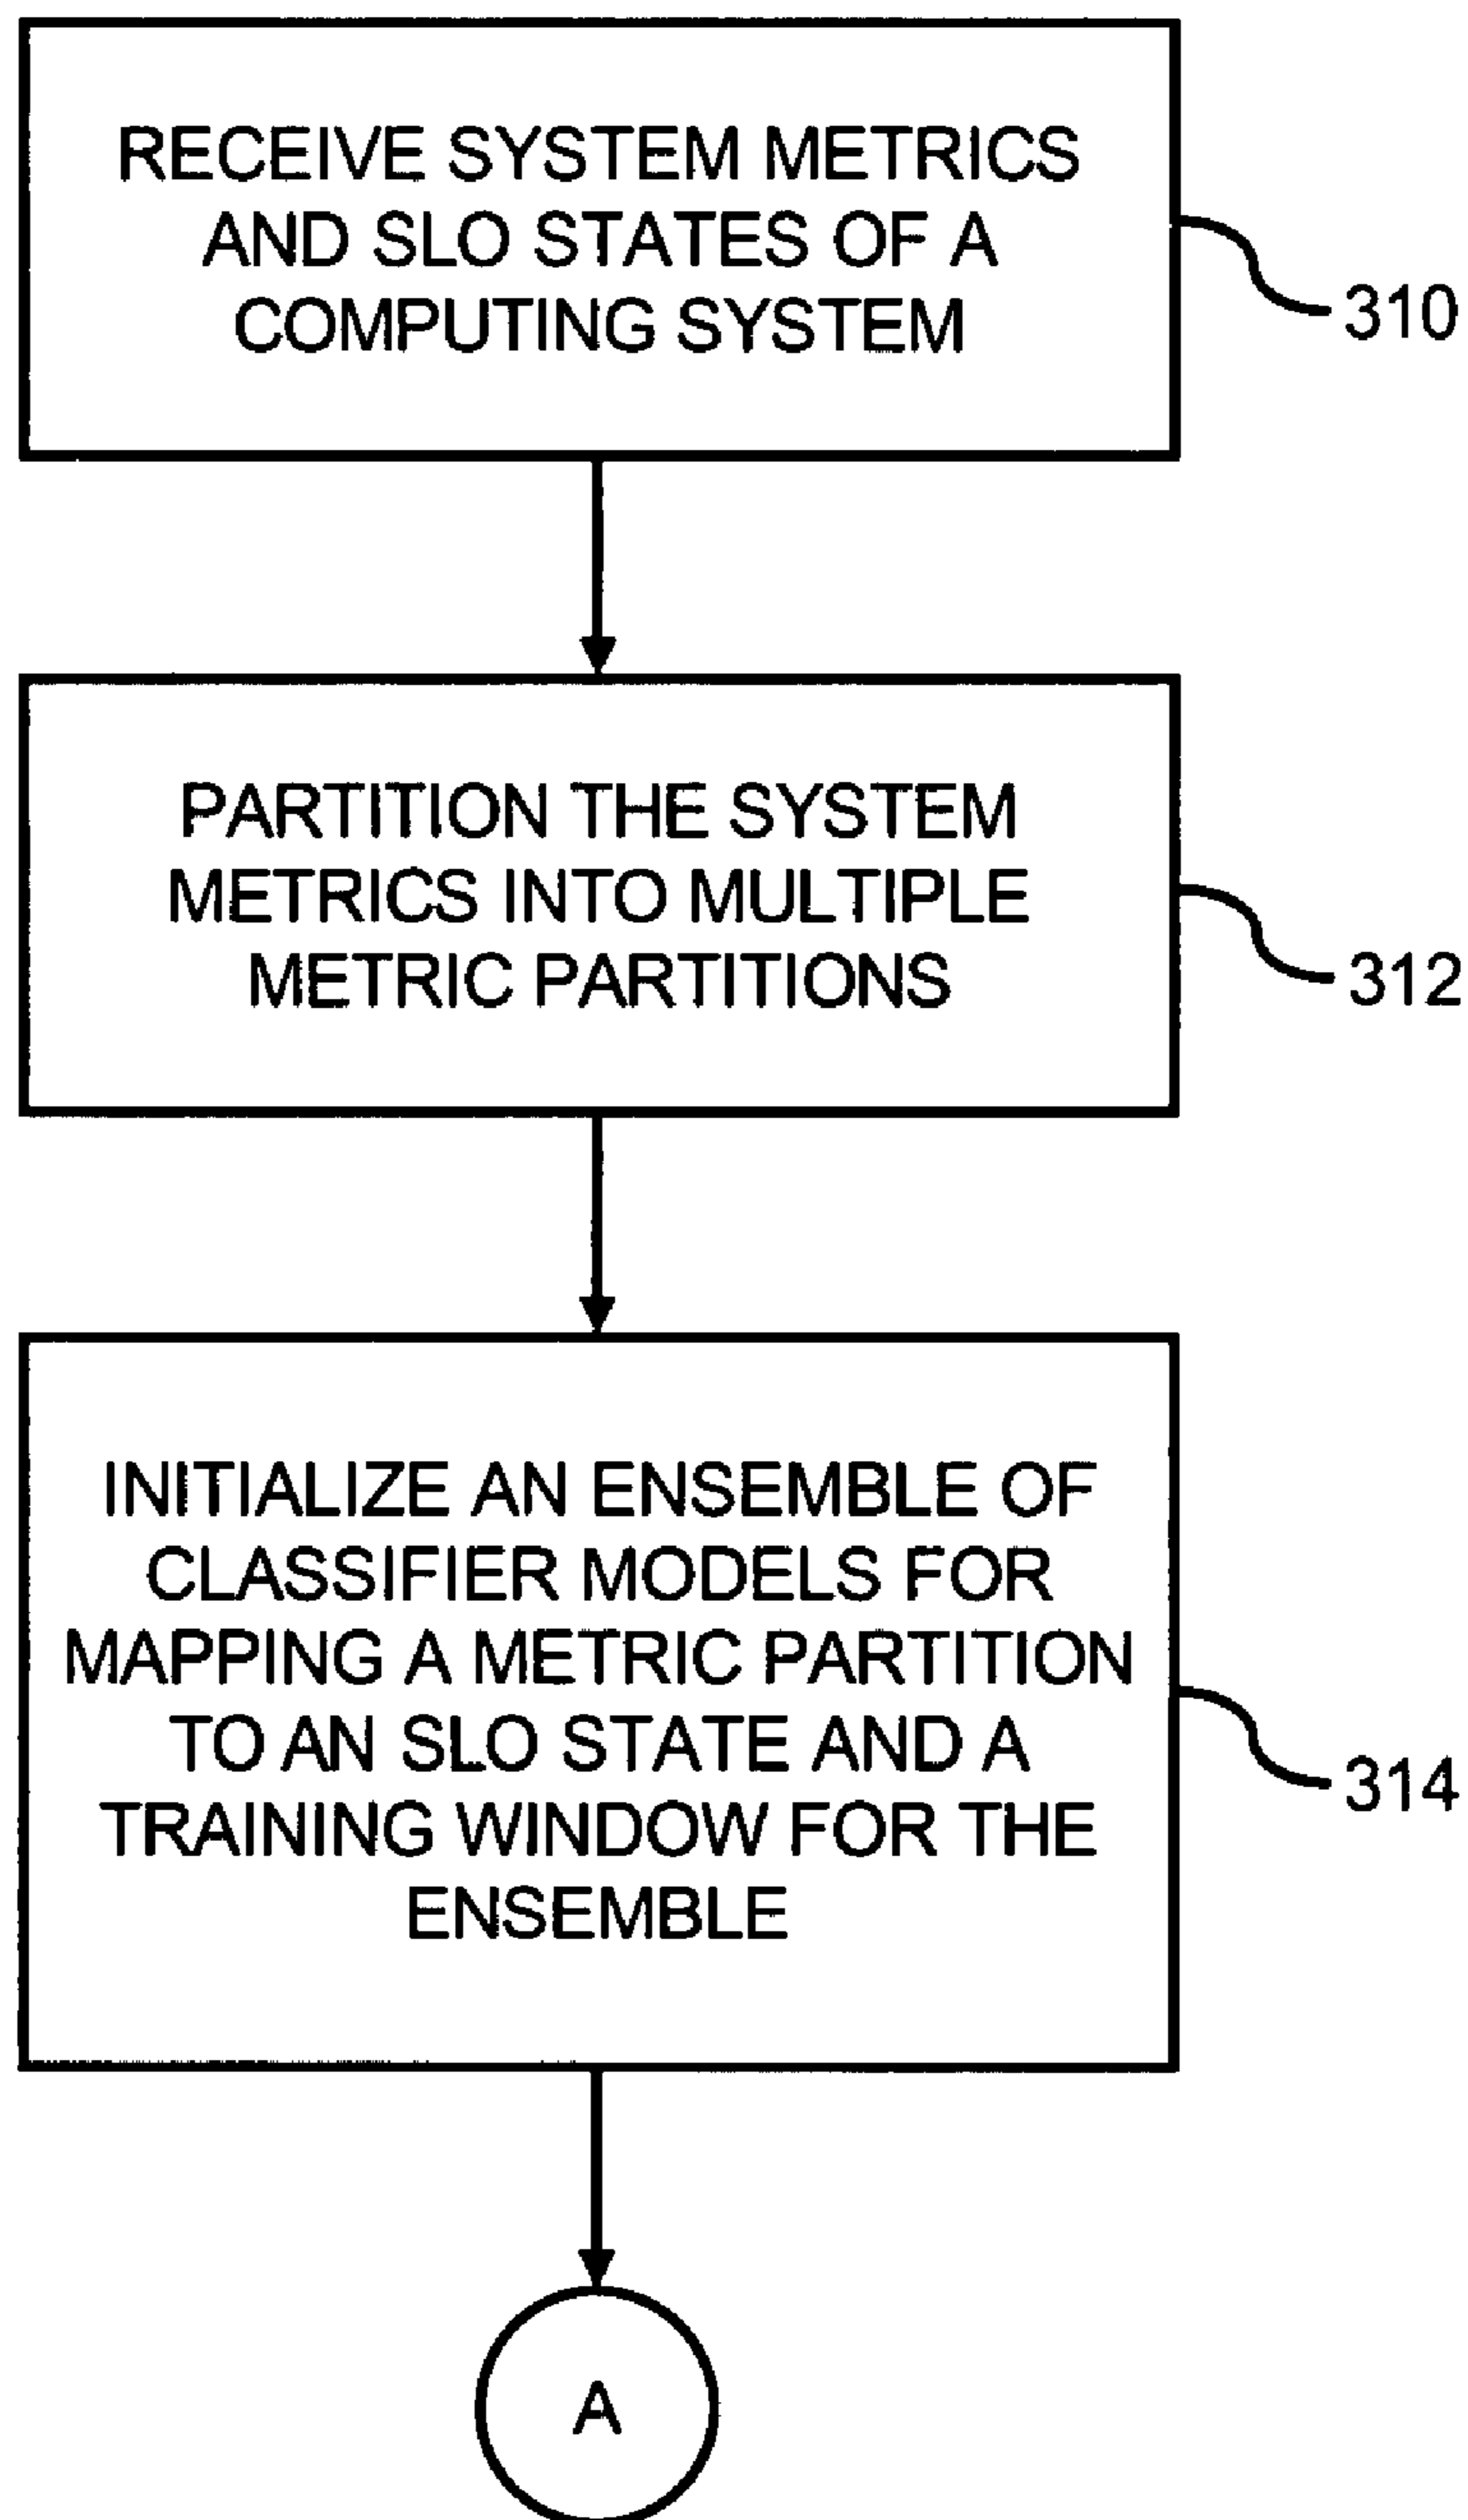 RECEIVE SYSTEM METRICS
AND SLO STATES OF A
COMPUTING SYSTEM
310
PARTITION THE SYSTEM
METRICS INTO MULTIPLE
METRIC PARTITIONS
312
INITIALIZE AN ENSEMBLE OF
CLASSIFIER MODELS FOR
MAPPING A METRIC PARTITION
TO AN SLO STATE AND A
TRAINING WINDOW FOR THE
ENSEMBLE
314
A